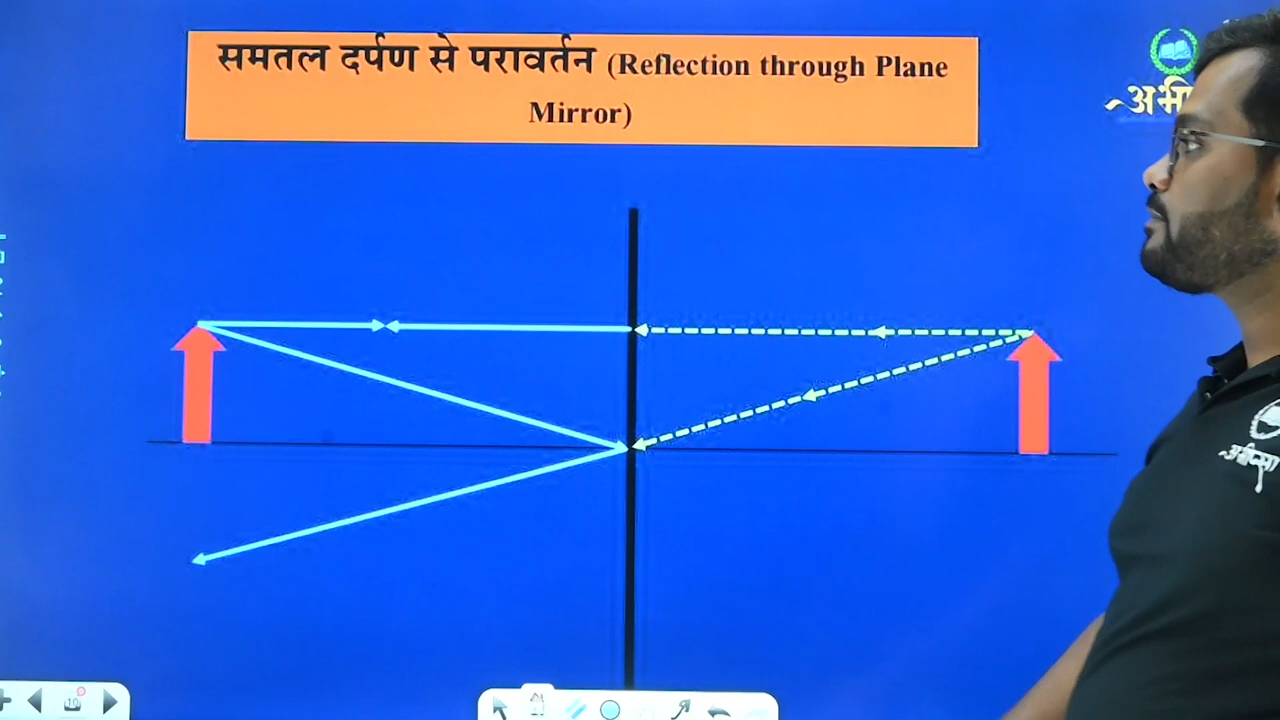 समतल दर्पण से परावर्तन (Reflection through Plane
Mirror)